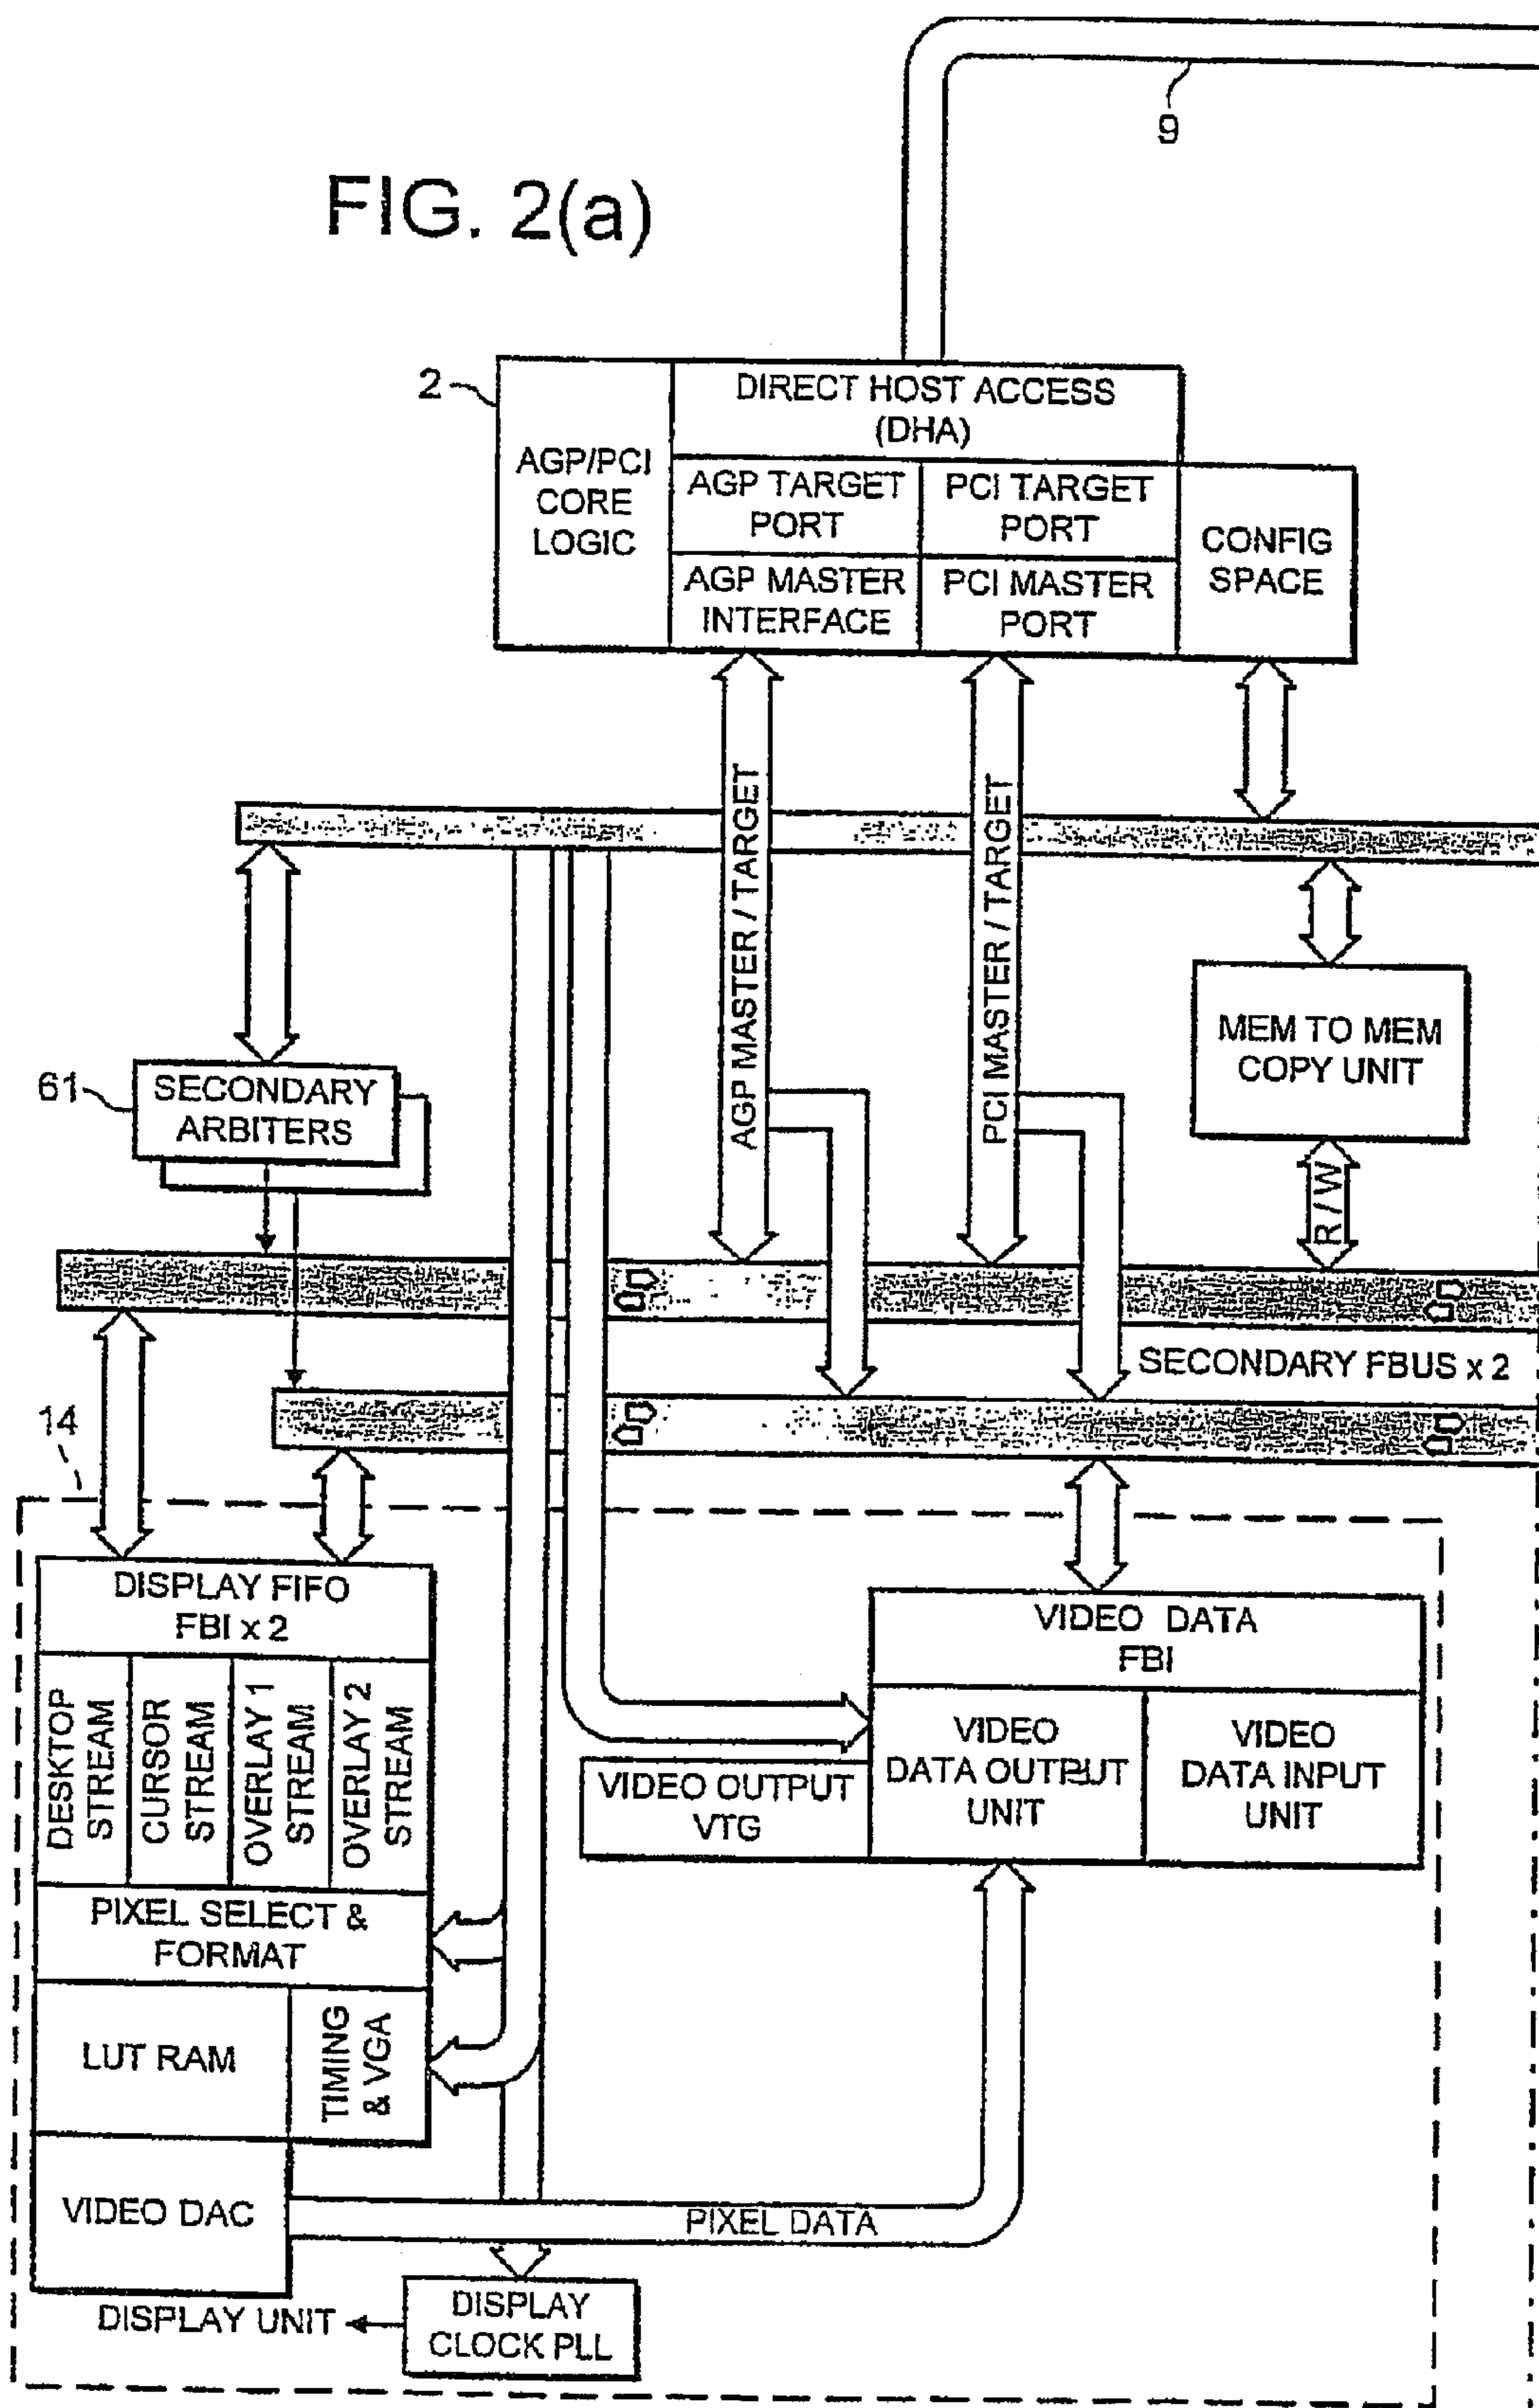 9
FIG. 2(a)
2
DIRECT HOST ACCESS
(DHA)
AGP/PCI
CORE
LOGIC
AGP TARGET
PORT
PCI TARGET
PORT
CONFIG
SPACE
AGP MASTER
INTERFACE
PCI MASTER
PORT
AGP MASTER / TARGET
PCI MASTER / TARGET
MEM TO MEM
COPY UNIT
61
SECONDARY
ARBITERS
R / W
SECONDARY FBUS x 2
14
DISPLAY FIFO
FBI x 2
DESKTOP
STREAM
CURSOR
STREAM
OVERLAY 1
STREAM
OVERLAY 2
STREAM
VIDEO DATA
FBI
VIDEO OUTPUT
VTG
VIDEO
DATA OUTPUT
UNIT
VIDEO
DATA INPUT
UNIT
PIXEL SELECT &
FORMAT
LUT RAM
TIMING
& VGA
VIDEO DAC
PIXEL DATA
DISPLAY UNIT
DISPLAY
CLOCK PLL